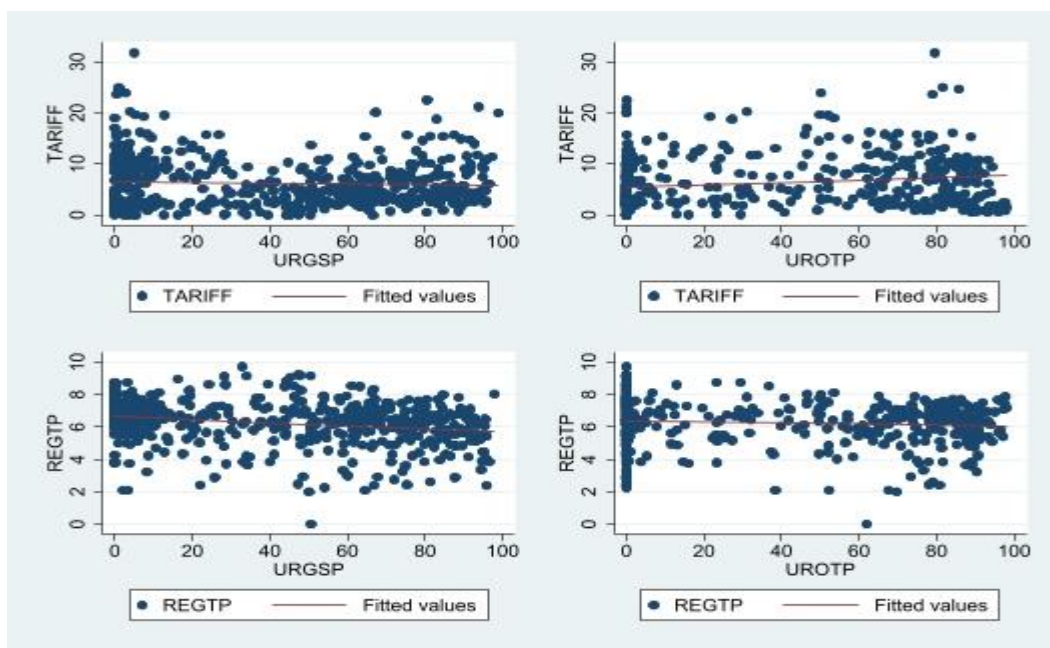 TARIFF
30
20
10
0
0 20 40 60 80 100
URGSP
TARIFF Fitted values
TARIFF
30
20
10
0
0 20 40 60 80 100
UROTP
TARIFF Fitted values
REGTP
10
8
6
4
2
0
0 20 40 60 80 100
URGSP
REGTP Fitted values
REGTP
10
8
6
4
2
0
0 20 40 60 80 100
UROTP
REGTP Fitted values